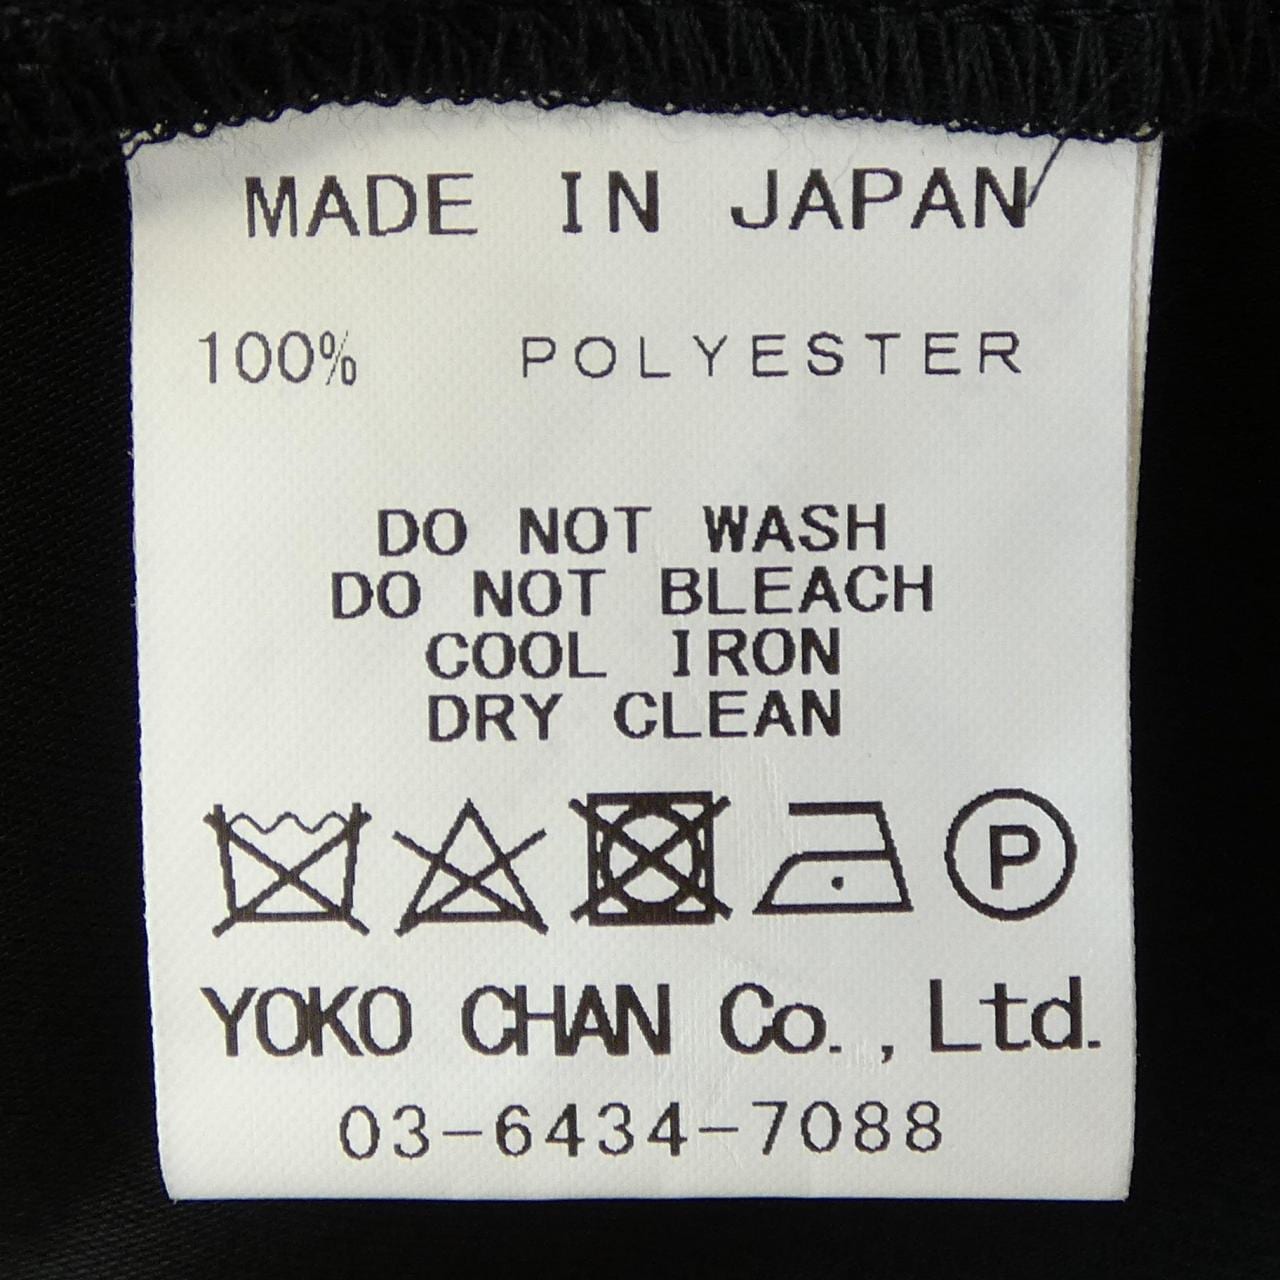 MADE IN JAPAN
100% POLYESTER
DO NOT WASH
DO NOT BLEACH
COOL IRON
DRY CLEAN
P
YOKO CHAN Co., Ltd.
03-6434-7088